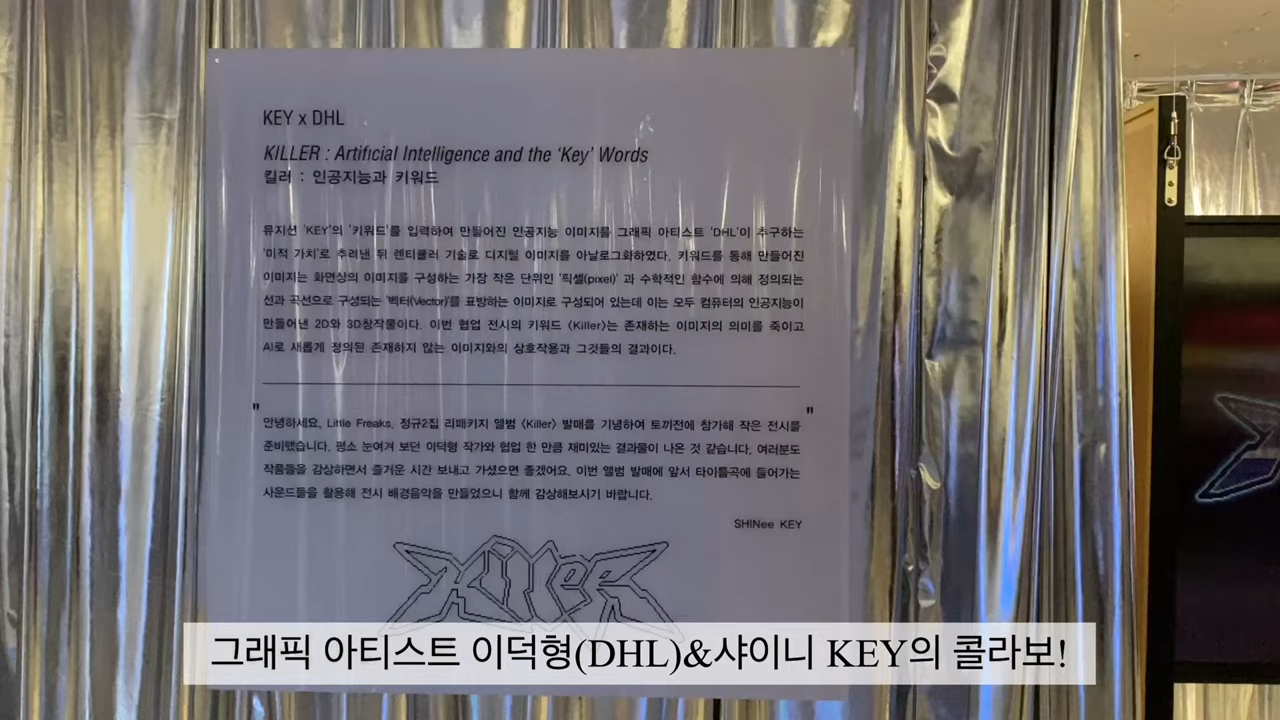 KEY x DHL
KILLER : Artificial Intelligence and the ‘Key’ Words
킬러 : 인공지능과 키워드
뮤지션 'KEY'의 '키워드'를 입력하여 만들어진 인공지능 이미지를 그래픽 아티스트 'DHL'이 추구하는
'미적 가치'로 추려낸 뒤 렌티큘러 기술로 디지털 이미지를 아날로그화하였다. 키워드를 통해 만들어진
이미지는 화면상의 이미지를 구성하는 가장 작은 단위인 '픽셀(pixel)' 과 수학적인 함수에 의해 정의되는
선과 곡선으로 구성되는 '벡터(Vector)'를 표방하는 이미지로 구성되어 있는데 이는 모두 컴퓨터의 인공지능이
만들어낸 2D와 3D창작물이다. 이번 협업 전시의 키워드 〈Killer〉는 존재하는 이미지의 의미를 죽이고
AI로 새롭게 정의된 존재하지 않는 이미지와의 상호작용과 그것들의 결과이다.
"안녕하세요, Little Freaks. 정규2집 리패키지 앨범 〈Killer〉 발매를 기념하여 토끼전에 참가해 작은 전시를"
준비했습니다. 평소 눈여겨 보던 이덕형 작가와 협업 한 만큼 재미있는 결과물이 나온 것 같습니다. 여러분도
작품들을 감상하면서 즐거운 시간 보내고 가셨으면 좋겠어요. 이번 앨범 발매에 앞서 타이틀곡에 들어가는
사운드들을 활용해 전시 배경음악을 만들었으니 함께 감상해보시기 바랍니다.
SHINee KEY
Killer
그래픽 아티스트 이덕형(DHL)&샤이니 KEY의 콜라보!